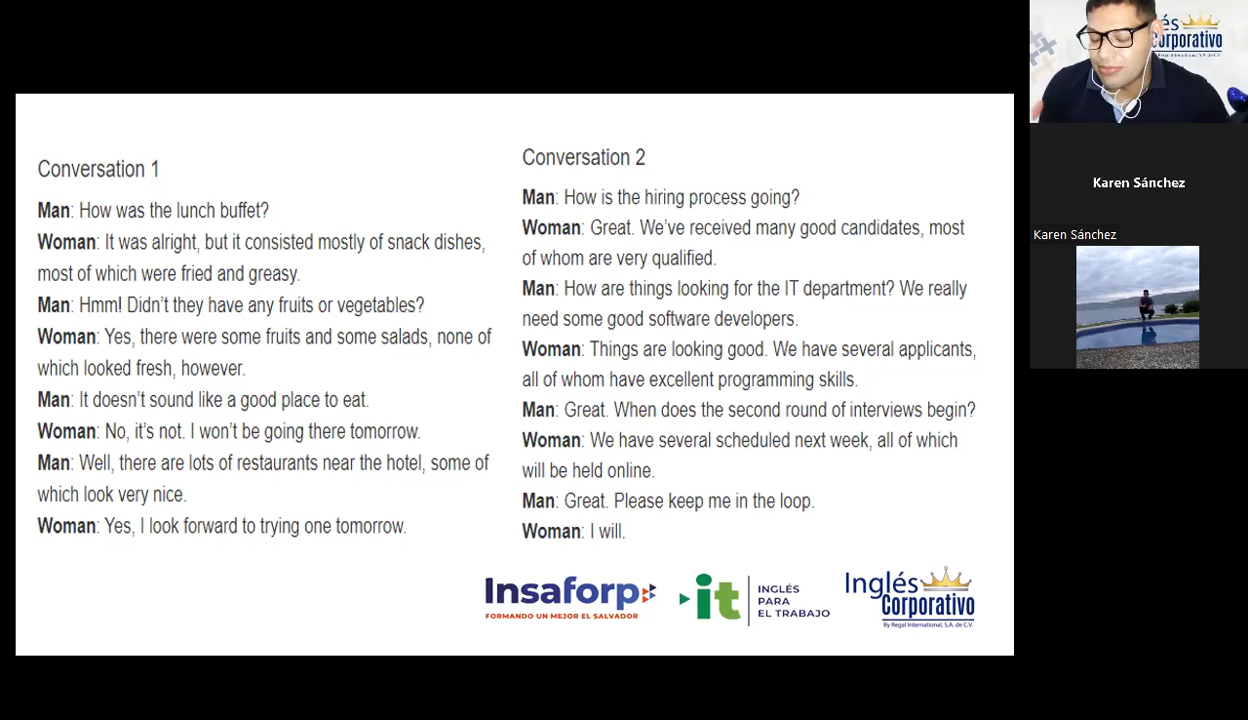 Conversation 1
Man: How was the lunch buffet?
Woman: It was alright, but it consisted mostly of snack dishes,
most of which were fried and greasy.
Man: Hmm! Didn't they have any fruits or vegetables?
Woman: Yes, there were some fruits and some salads, none of
which looked fresh, however.
Man: It doesn't sound like a good place to eat.
Woman: No, it's not. I won't be going there tomorrow.
Man: Well, there are lots of restaurants near the hotel, some of
which look very nice.
Woman: Yes, I look forward to trying one tomorrow.
Conversation 2
Man: How is the hiring process going?
Woman: Great. We've received many good candidates, most
of whom are very qualified.
Man: How are things looking for the IT department? We really
need some good software developers.
Woman: Things are looking good. We have several applicants,
all of whom have excellent programming skills.
Man: Great. When does the second round of interviews begin?
Woman: We have several scheduled next week, all of which
will be held online.
Man: Great. Please keep me in the loop.
Woman: I will.
Insaforp
FORMANDO UN MEJOR EL SALVADOR
it
INGLÉS
PARA
EL TRABAJO
Inglés
Corporativo
By Regal International, S.A. de C.V.
és
Corporativo
Karen Sánchez
Karen Sánchez